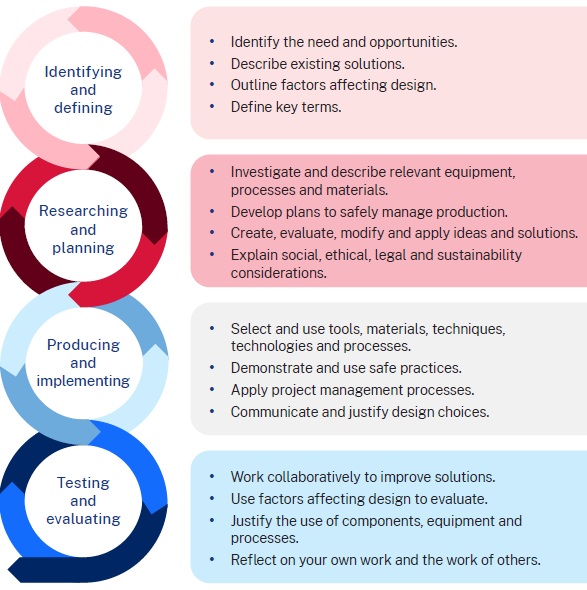 Identifying
and
defining
• Identify the need and opportunities.
• Describe existing solutions.
• Outline factors affecting design.
• Define key terms.
Researching
and
planning
• Investigate and describe relevant equipment,
processes and materials.
• Develop plans to safely manage production.
• Create, evaluate, modify and apply ideas and solutions.
• Explain social, ethical, legal and sustainability
considerations.
Producing
and
implementing
• Select and use tools, materials, techniques,
technologies and processes.
• Demonstrate and use safe practices.
• Apply project management processes.
• Communicate and justify design choices.
Testing
and
evaluating
• Work collaboratively to improve solutions.
• Use factors affecting design to evaluate.
• Justify the use of components, equipment and
processes.
• Reflect on your own work and the work of others.